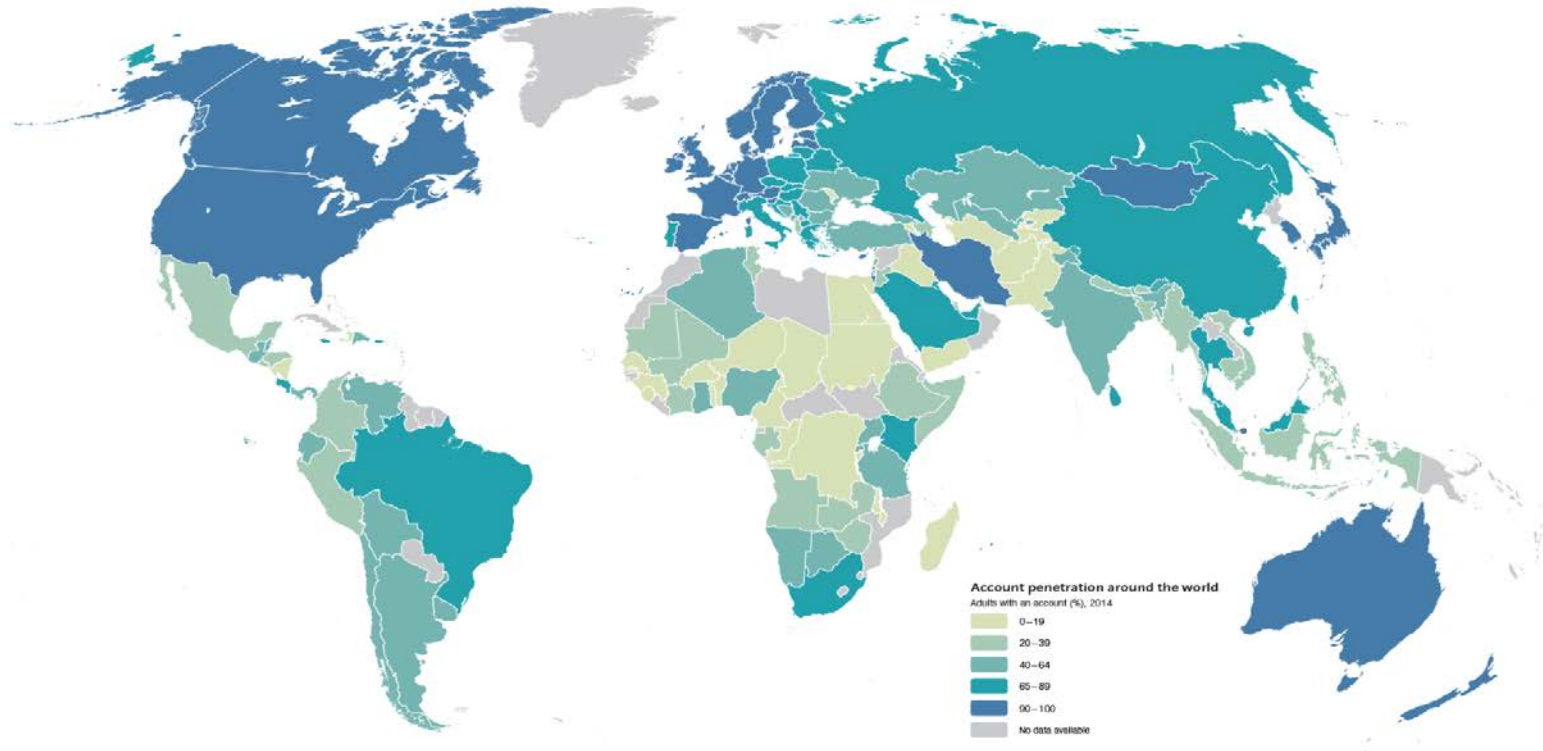 Account penetration around the world
Adults with an account (%), 2014
0–19
20–39
40–64
65–89
90–100
No data available